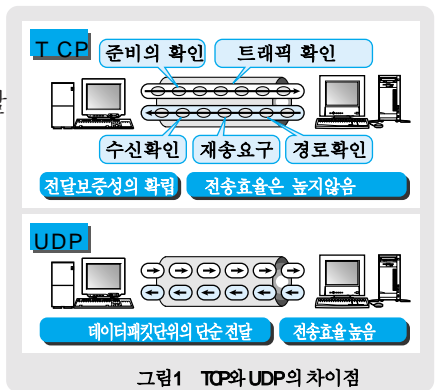 TCP
준비의 확인 트래픽 확인
수신확인 재송요구 경로확인
전달보증성의 확립 전송효율은 높지않음
UDP
데이터패킷단위의 단순 전달 전송효율 높음
그림1 TCP와 UDP의 차이점